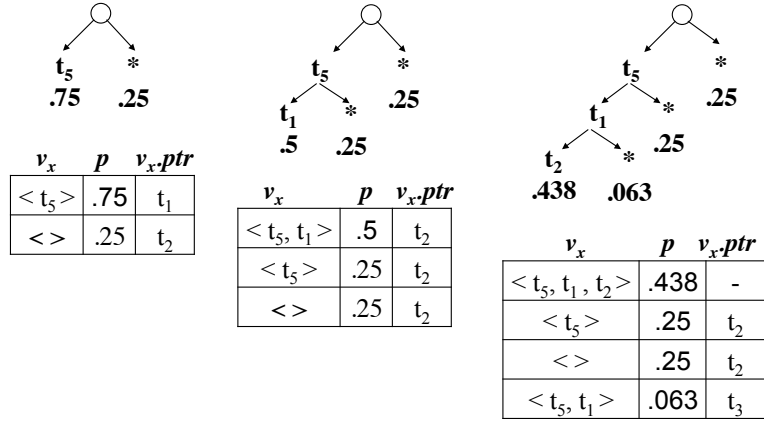 t5 *
.75 .25
vx p vx.ptr
< t5 > .75 t1
< > .25 t2
t5 *
.25
t1 *
.5 .25
vx p vx.ptr
< t5, t1 > .5 t2
< t5 > .25 t2
< > .25 t2
t5 *
.25
t1 *
.25
t2 *
.438 .063
vx p vx.ptr
< t5, t1 , t2 > .438 -
< t5 > .25 t2
< > .25 t2
< t5, t1 > .063 t3